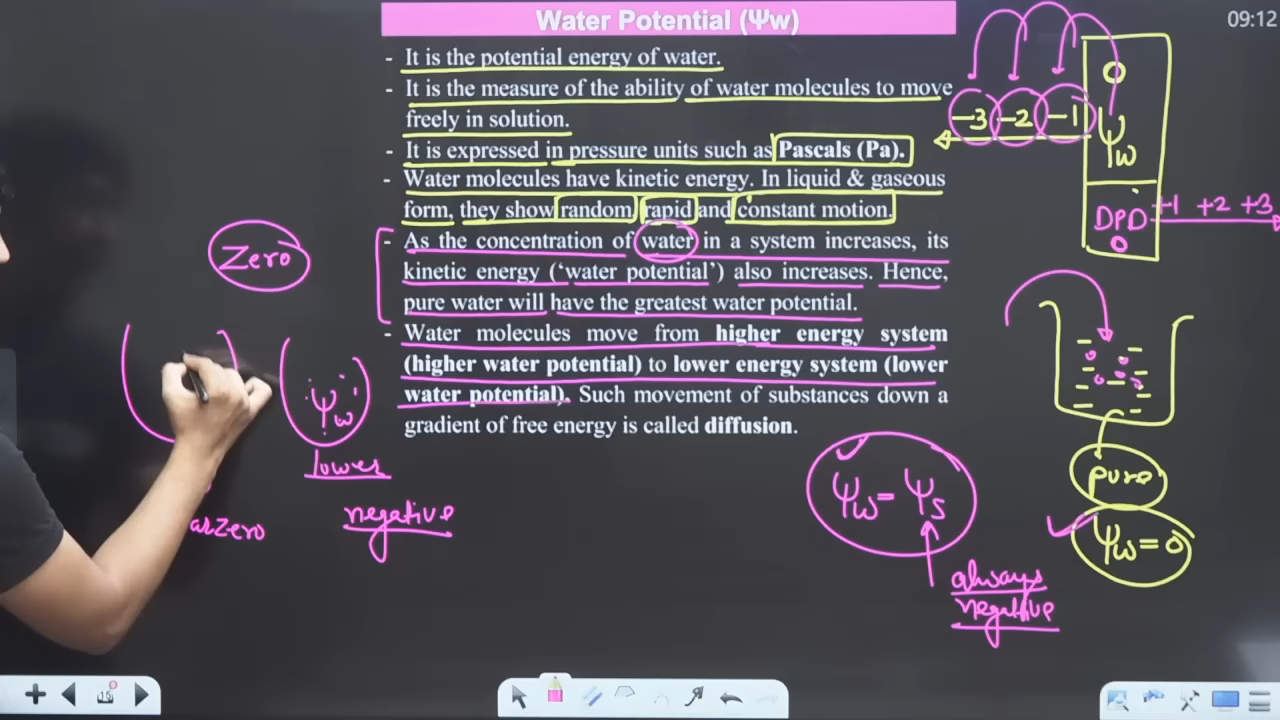 Water Potential (Ψw)
09:12
- It is the potential energy of water.
- It is the measure of the ability of water molecules to move
freely in solution.
- It is expressed in pressure units such as Pascals (Pa).
- Water molecules have kinetic energy. In liquid & gaseous
form, they show random, rapid and constant motion.
- As the concentration of water in a system increases, its
kinetic energy ('water potential') also increases. Hence,
pure water will have the greatest water potential.
- Water molecules move from higher energy system
(higher water potential) to lower energy system (lower
water potential). Such movement of substances down a
gradient of free energy is called diffusion.
0
-3 -2 -1
Ψw
DPD +1 +2 +3
0
Zero
Ψw
lower
negative
zero
Ψw = Ψs
always
negative
pure
Ψw = 0
15